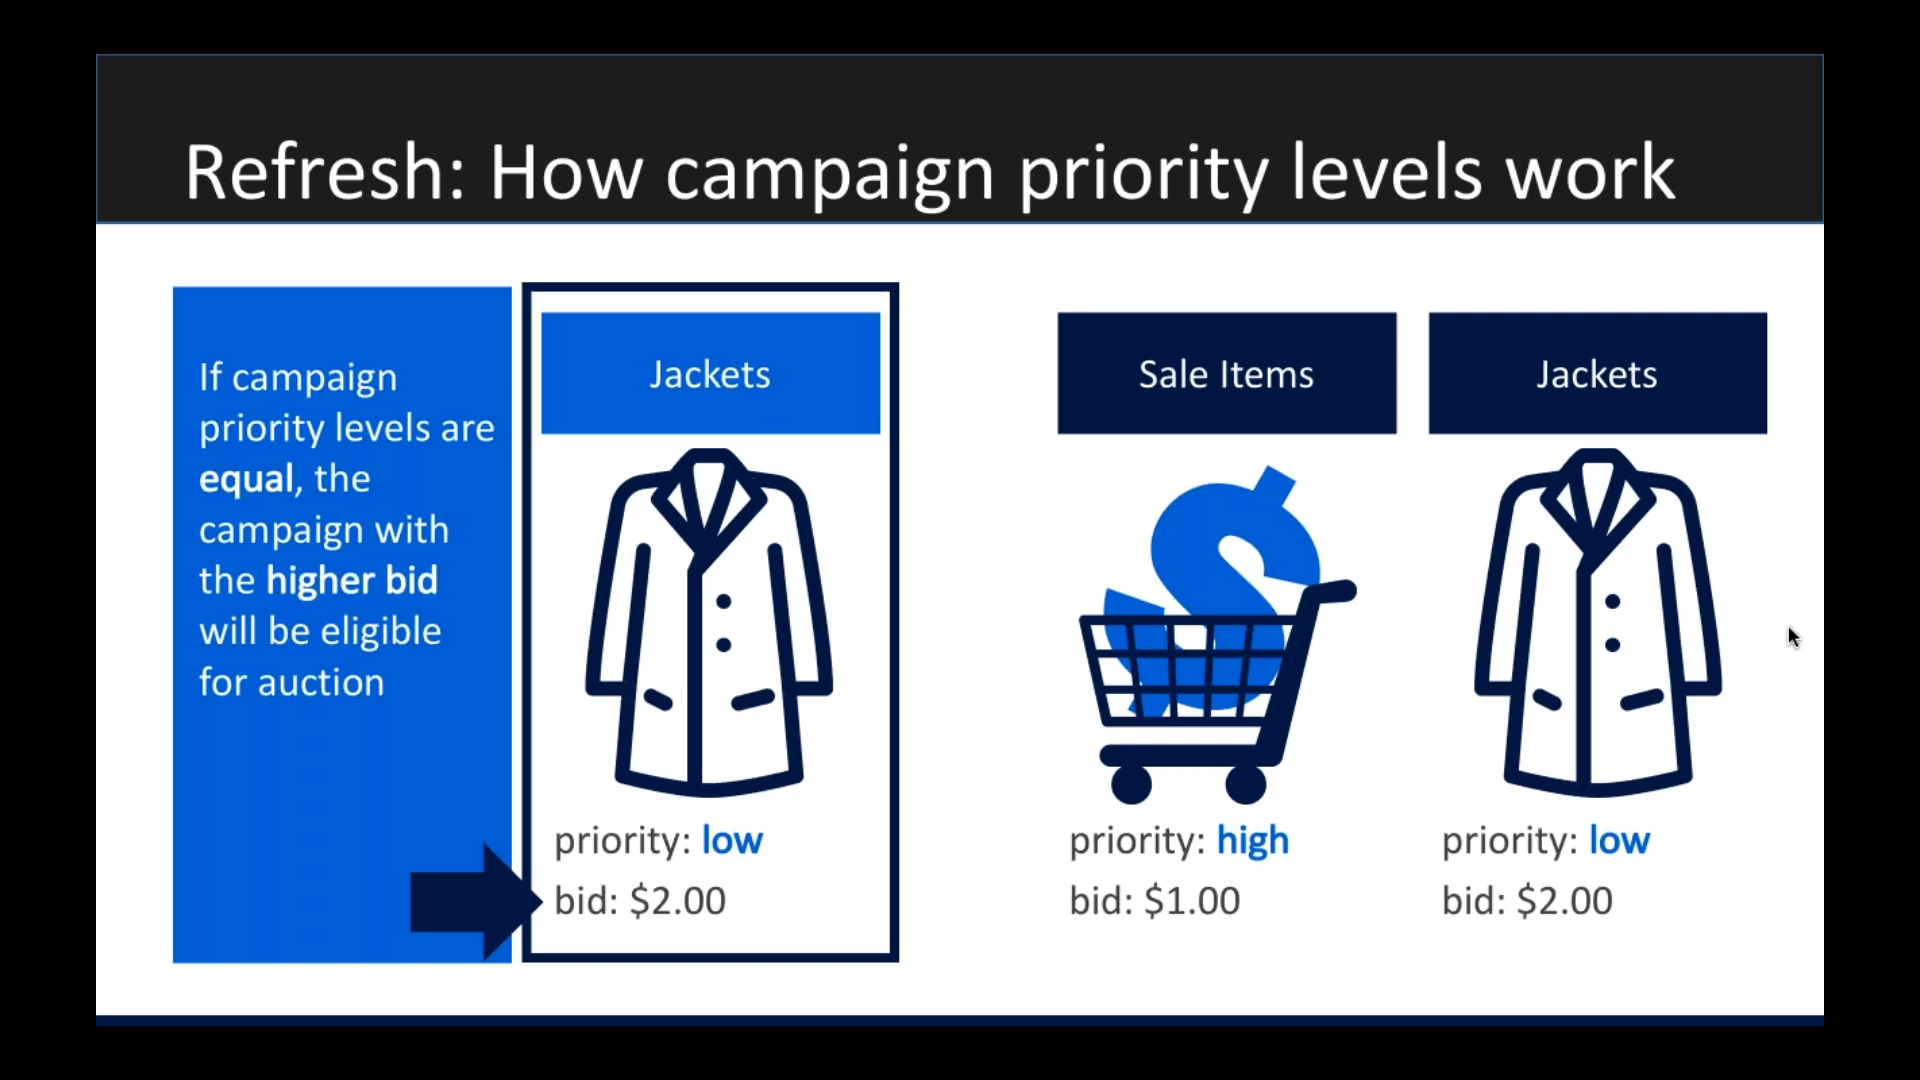 Refresh: How campaign priority levels work
If campaign
priority levels are
equal, the
campaign with
the higher bid
will be eligible
for auction
Jackets
priority: low
bid: $2.00
Sale Items
priority: high
bid: $1.00
Jackets
priority: low
bid: $2.00